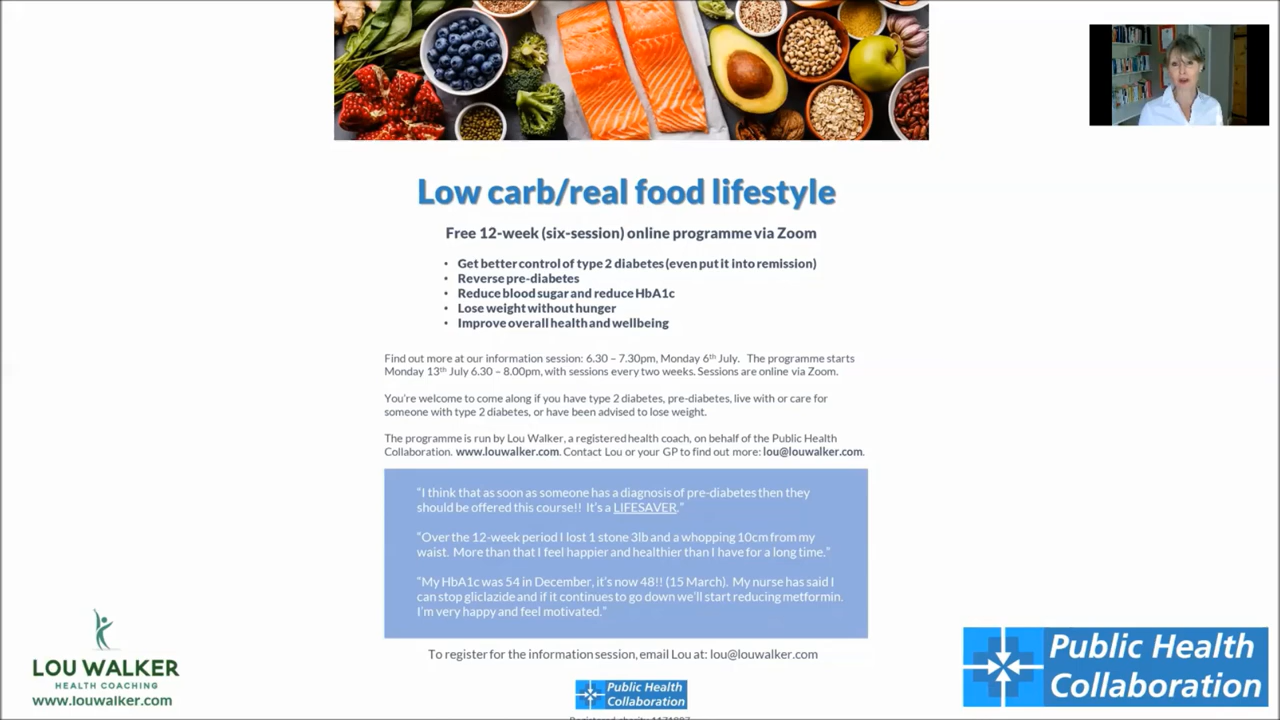 Low carb/real food lifestyle
Free 12-week (six-session) online programme via Zoom
• Get better control of type 2 diabetes (even put it into remission)
• Reverse pre-diabetes
• Reduce blood sugar and reduce HbA1c
• Lose weight without hunger
• Improve overall health and wellbeing
Find out more at our information session: 6.30 – 7.30pm, Monday 6th July. The programme starts
Monday 13th July 6.30 – 8.00pm, with sessions every two weeks. Sessions are online via Zoom.
You're welcome to come along if you have type 2 diabetes, pre-diabetes, live with or care for
someone with type 2 diabetes, or have been advised to lose weight.
The programme is run by Lou Walker, a registered health coach, on behalf of the Public Health
Collaboration. www.louwalker.com. Contact Lou or your GP to find out more: lou@louwalker.com.
"I think that as soon as someone has a diagnosis of pre-diabetes then they
should be offered this course!! It's a LIFESAVER."
"Over the 12-week period I lost 1 stone 3lb and a whopping 10cm from my
waist. More than that I feel happier and healthier than I have for a long time."
"My HbA1c was 54 in December, it's now 48!! (15 March). My nurse has said I
can stop gliclazide and if it continues to go down we'll start reducing metformin.
I'm very happy and feel motivated."
To register for the information session, email Lou at: lou@louwalker.com
Public Health
Collaboration
LOU WALKER
HEALTH COACHING
www.louwalker.com
Public Health
Collaboration